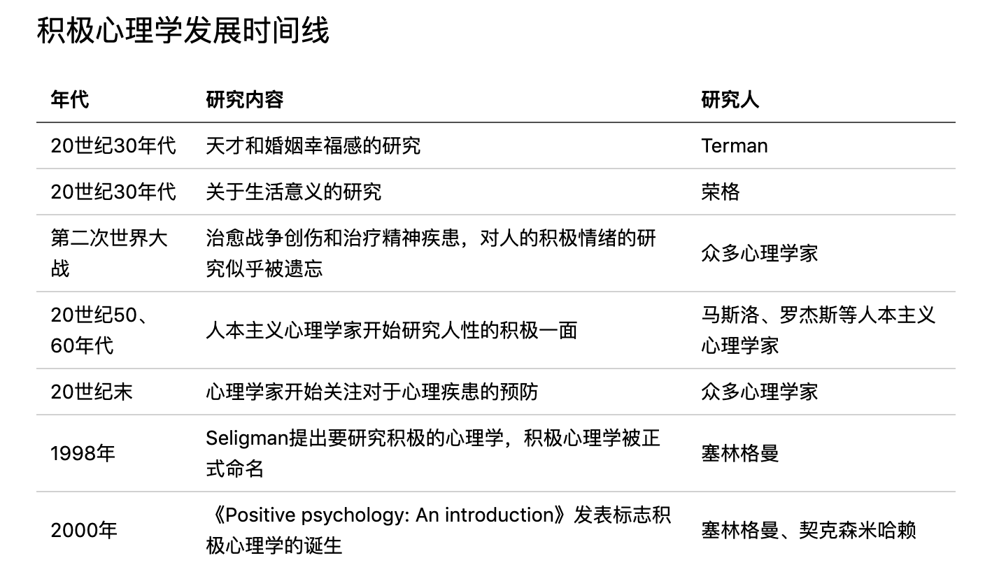 积极心理学发展时间线
年代 研究内容 研究人
20世纪30年代 天才和婚姻幸福感的研究 Terman
20世纪30年代 关于生活意义的研究 荣格
第二次世界大
战
治愈战争创伤和治疗精神疾患，对人的积极情绪的研
究似乎被遗忘
众多心理学家
20世纪50、
60年代
人本主义心理学家开始研究人性的积极一面
马斯洛、罗杰斯等人本主义
心理学家
20世纪末 心理学家开始关注对于心理疾患的预防 众多心理学家
1998年
Seligman提出要研究积极的心理学，积极心理学被正
式命名
塞林格曼
2000年
《Positive psychology: An introduction》发表标志积
极心理学的诞生
塞林格曼、契克森米哈赖